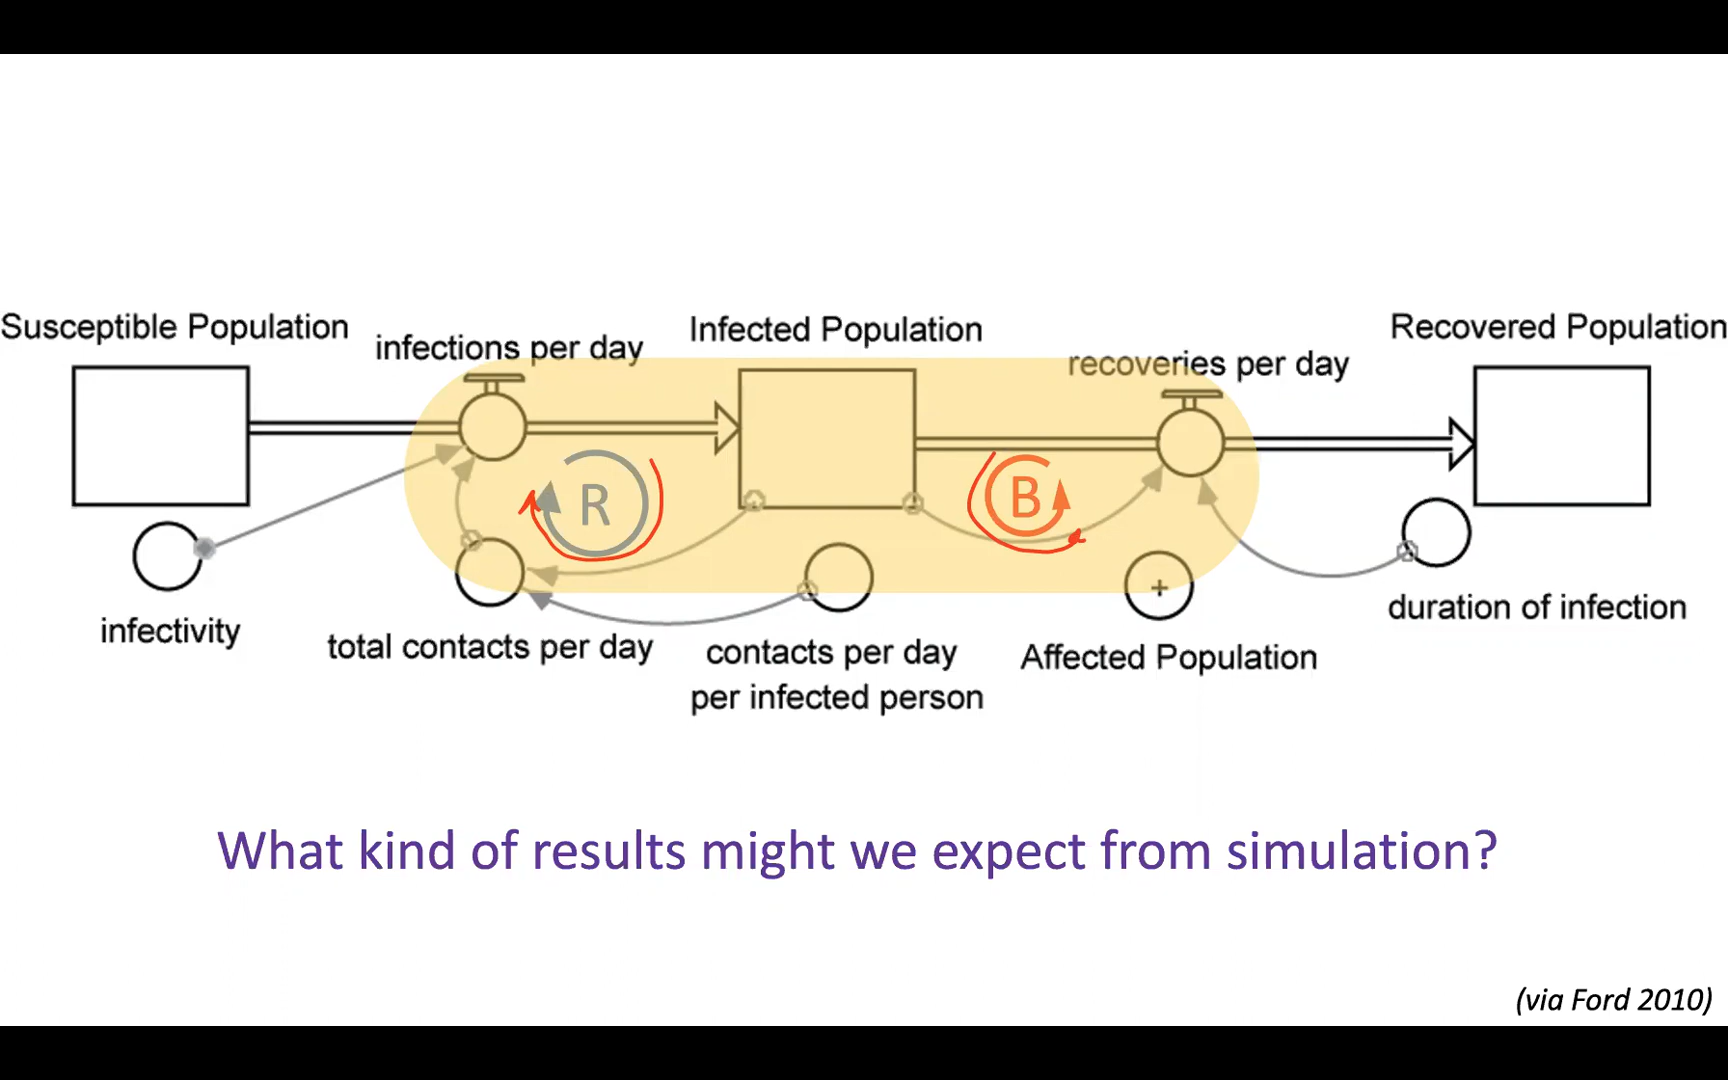 Susceptible Population
infections per day
Infected Population
recoveries per day
Recovered Population
R
B
+
infectivity
total contacts per day
contacts per day
per infected person
Affected Population
duration of infection
What kind of results might we expect from simulation?
(via Ford 2010)